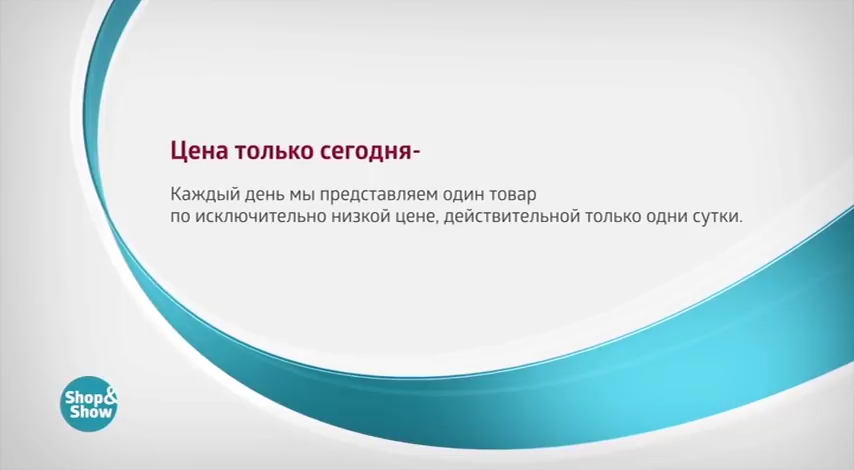 Цена только сегодня-
Каждый день мы представляем один товар
по исключительно низкой цене, действительной только одни сутки.
Shop&
Show